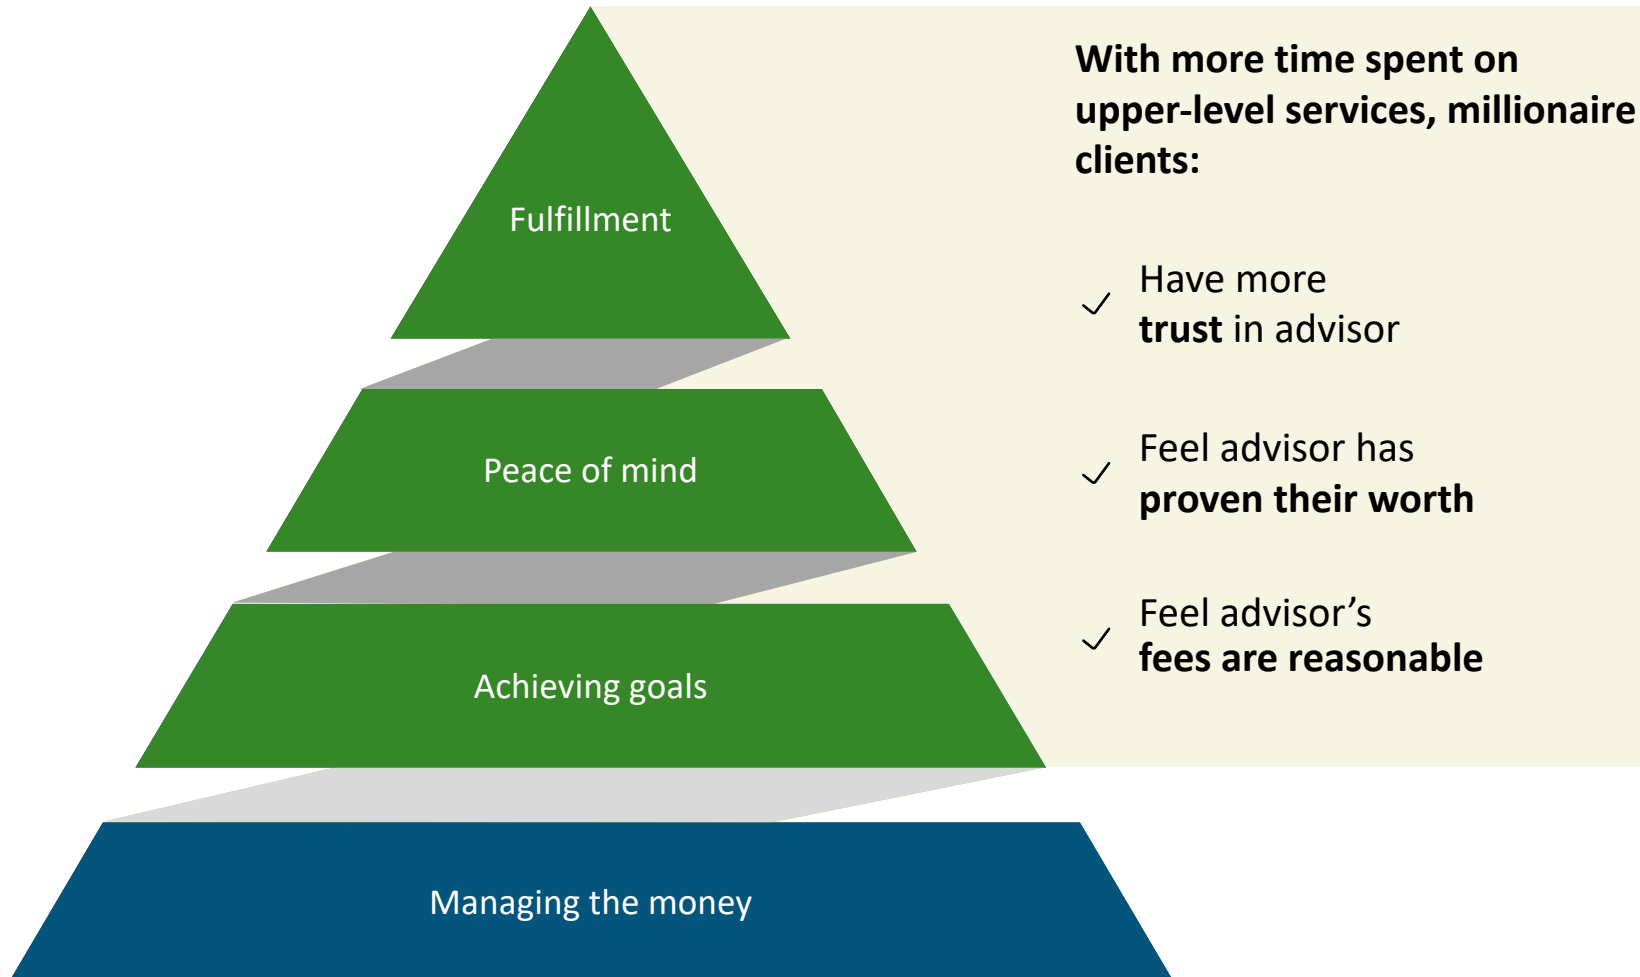 With more time spent on
upper-level services, millionaire
clients:
Fulfillment
Have more
trust in advisor
Peace of mind
Feel advisor has
proven their worth
Achieving goals
Feel advisor’s
fees are reasonable
Managing the money